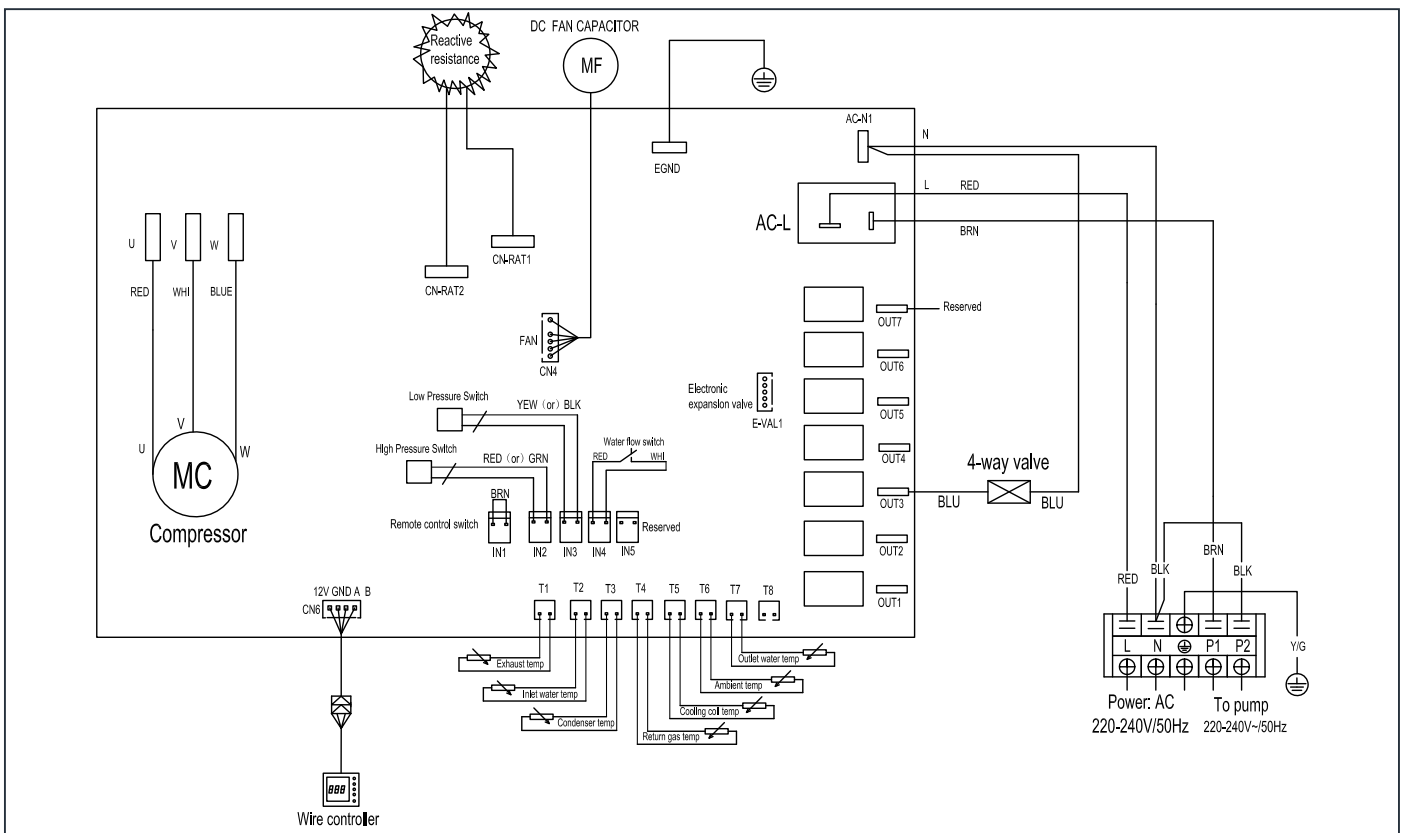 DC FAN CAPACITOR
Reactive
resistance
MF
EGND
AC-N1
N
L
RED
AC-L
BRN
CN-RAT1
CN-RAT2
U
V
W
RED
WHI
BLUE
V
U
W
MC
Compressor
FAN
CN4
Electronic
expansion valve
E-VAL1
Reserved
OUT7
OUT6
OUT5
OUT4
OUT3
OUT2
OUT1
4-way valve
BLU
BLU
Low Pressure Switch
YEW (or) BLK
High Pressure Switch
RED (or) GRN
Water flow switch
RED
WHI
BRN
Remote control switch
Reserved
IN1
IN2
IN3
IN4
IN5
12V GND A B
CN6
T1
T2
T3
T4
T5
T6
T7
T8
Exhaust temp
Inlet water temp
Condenser temp
Outlet water temp
Ambient temp
Cooling coil temp
Return gas temp
Wire controller
888
RED
BLK
BRN
BLK
Y/G
L
N
P1
P2
Power: AC
220-240V/50Hz
To pump
220-240V~/50Hz